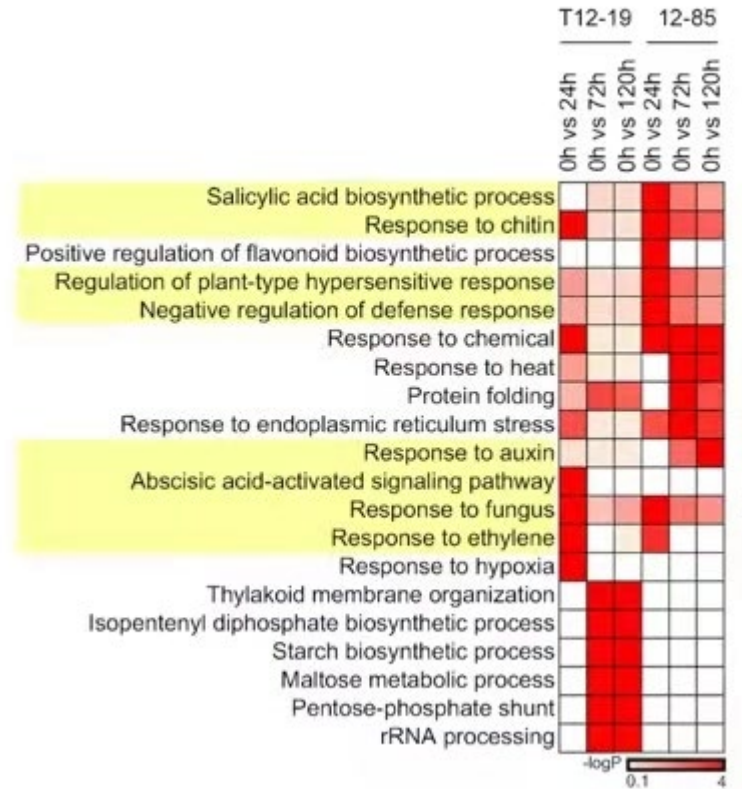 T12-19 12-85
0h vs 24h
0h vs 72h
0h vs 120h
0h vs 24h
0h vs 72h
0h vs 120h
Salicylic acid biosynthetic process
Response to chitin
Positive regulation of flavonoid biosynthetic process
Regulation of plant-type hypersensitive response
Negative regulation of defense response
Response to chemical
Response to heat
Protein folding
Response to endoplasmic reticulum stress
Response to auxin
Abscisic acid-activated signaling pathway
Response to fungus
Response to ethylene
Response to hypoxia
Thylakoid membrane organization
Isopentenyl diphosphate biosynthetic process
Starch biosynthetic process
Maltose metabolic process
Pentose-phosphate shunt
rRNA processing
-logP
0.1 4